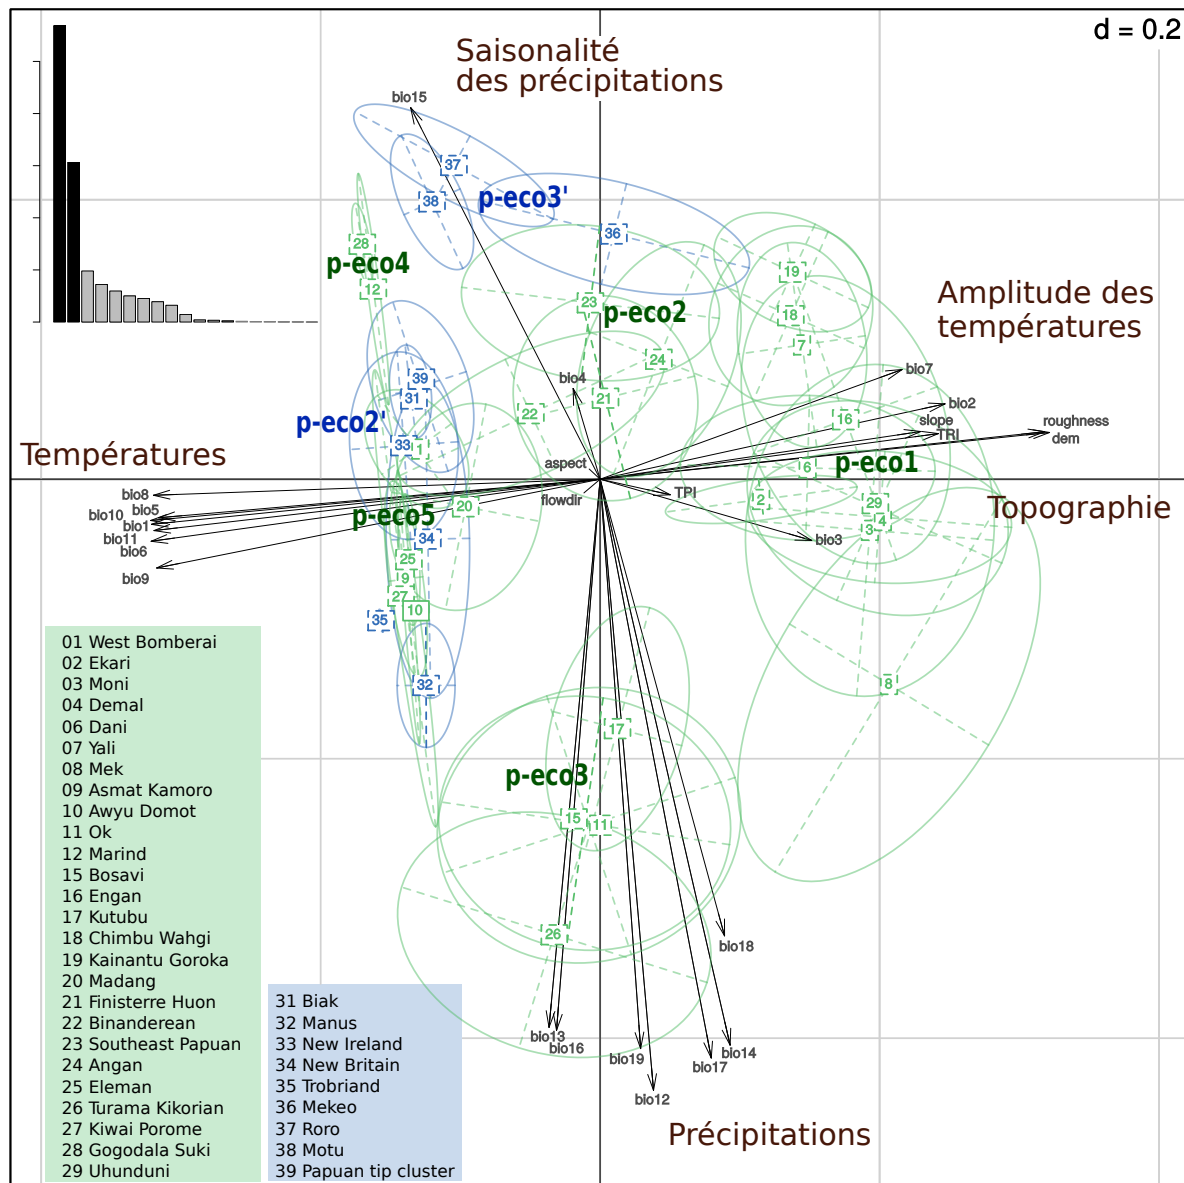 d = 0.2
Saisonalité
des précipitations
bio15
37
p-eco3'
38
36
28
p-eco4
12
19
23
p-eco2
18
Amplitude des
températures
7
24
bio7
39
bio4
31
21
bio2
p-eco2'
22
16
slope
roughness
33
1
TRI
dem
Températures
aspect
6
p-eco1
bio8
flowdir
TPI
2
29
Topographie
bio10
bio5
p-eco5
20
4
bio1
3
bio11
34
bio3
bio6
25
bio9
9
27
10
35
01 West Bomberai
02 Ekari
03 Moni
04 Demal
06 Dani
07 Yali
08 Mek
09 Asmat Kamoro
10 Awyu Domot
11 Ok
12 Marind
15 Bosavi
16 Engan
17 Kutubu
18 Chimbu Wahgi
19 Kainantu Goroka
20 Madang
21 Finisterre Huon
22 Binanderean
23 Southeast Papuan
24 Angan
25 Eleman
26 Turama Kikorian
27 Kiwai Porome
28 Gogodala Suki
29 Uhunduni
32
8
17
p-eco3
15
11
26
bio18
31 Biak
32 Manus
33 New Ireland
34 New Britain
35 Trobriand
36 Mekeo
37 Roro
38 Motu
39 Papuan tip cluster
bio13
bio16
bio19
bio14
bio17
bio12
Précipitations